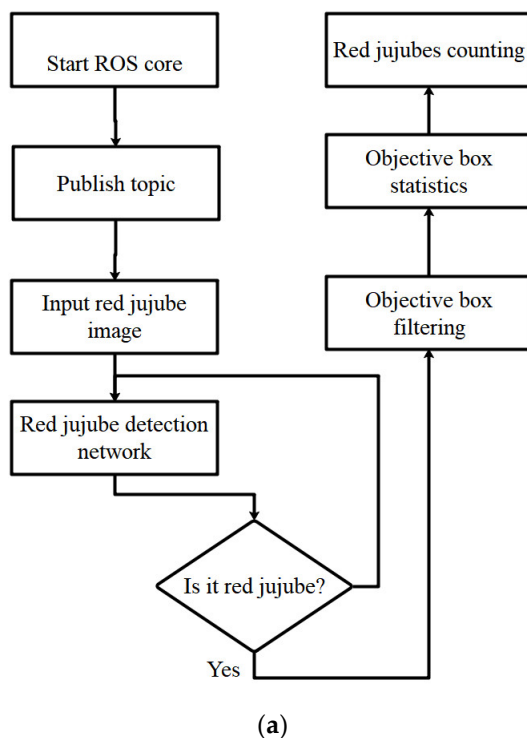 Start ROS core
Publish topic
Input red jujube
image
Red jujube detection
network
Is it red jujube?
Yes
Objective box
filtering
Objective box
statistics
Red jujubes counting
(a)